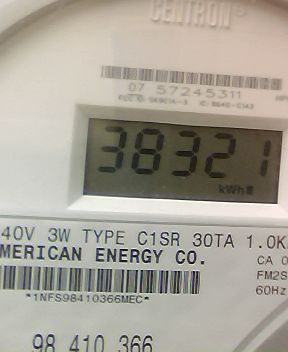 CENTRON®
07 57245311
38321
kWh
40V 3W TYPE C1SR 30TA 1.0K
MERICAN ENERGY CO.
CA 0
FM2S
60Hz
*1NFS98410366MEC*
98 410 366